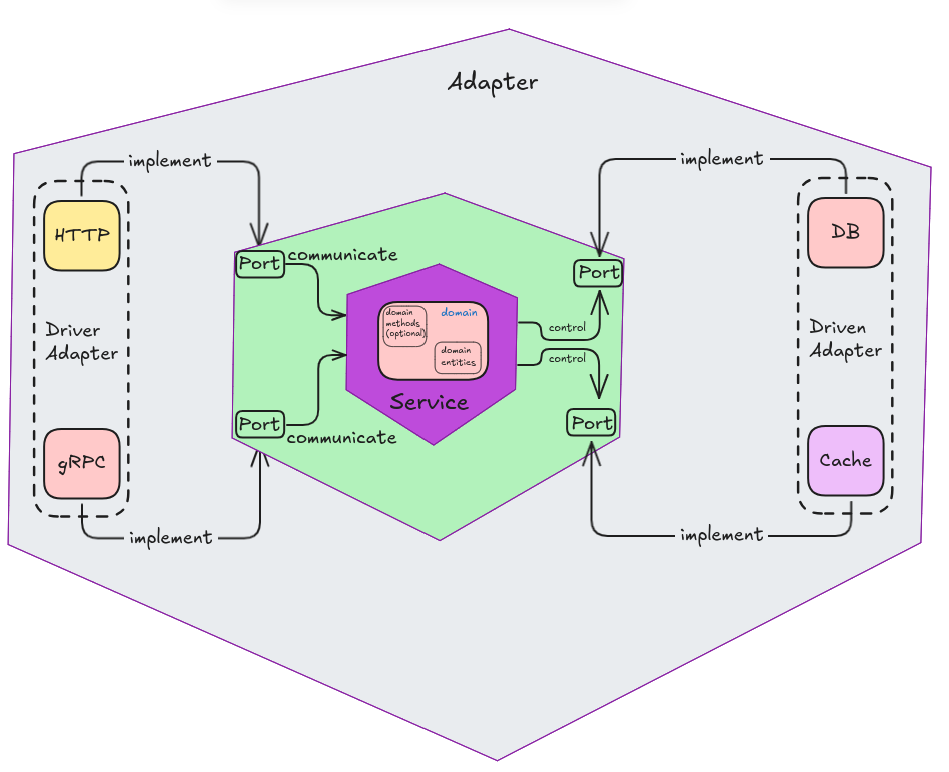 Adapter
implement
implement
HTTP
DB
Port
communicate
Port
domain
methods
(optional)
domain
domain
entities
control
control
Driver
Adapter
Driven
Adapter
Service
Port
communicate
Port
gRPC
Cache
implement
implement